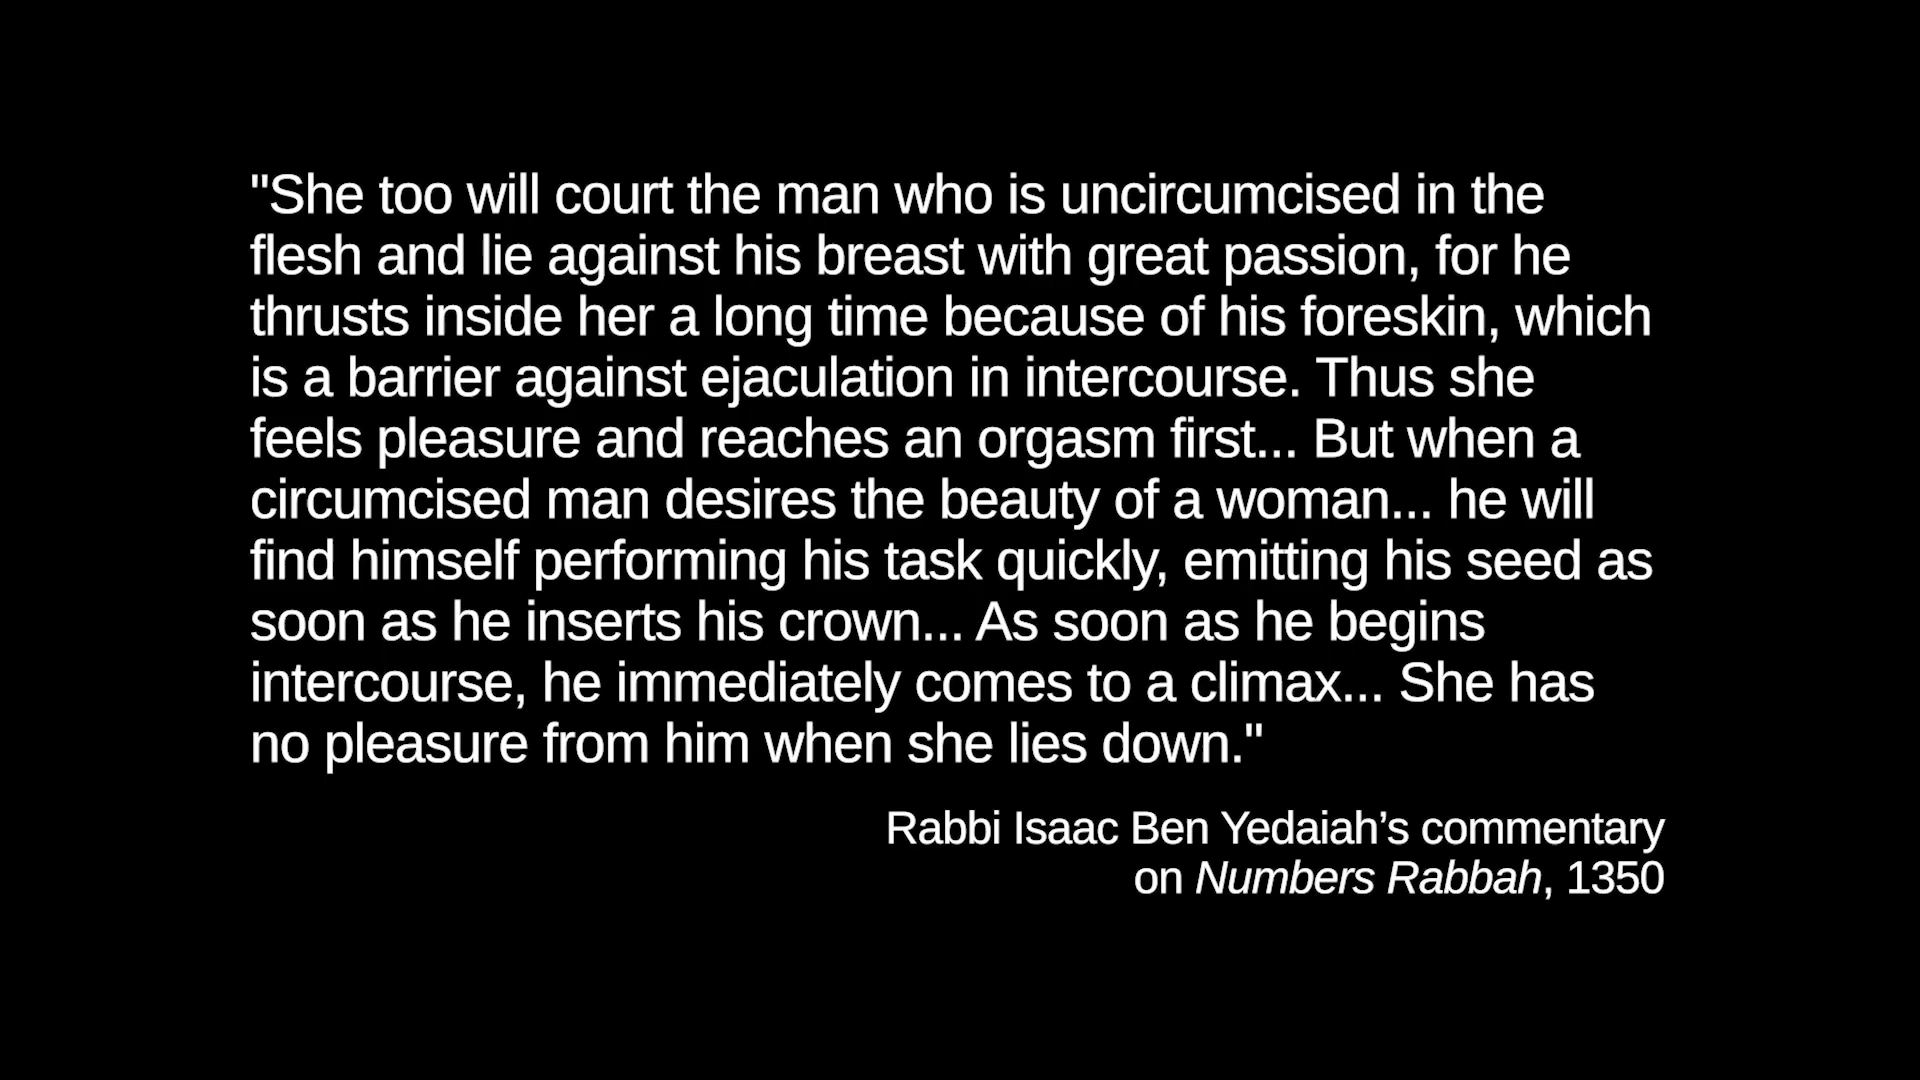 "She too will court the man who is uncircumcised in the
flesh and lie against his breast with great passion, for he
thrusts inside her a long time because of his foreskin, which
is a barrier against ejaculation in intercourse. Thus she
feels pleasure and reaches an orgasm first... But when a
circumcised man desires the beauty of a woman... he will
find himself performing his task quickly, emitting his seed as
soon as he inserts his crown... As soon as he begins
intercourse, he immediately comes to a climax... She has
no pleasure from him when she lies down."
Rabbi Isaac Ben Yedaiah’s commentary
on Numbers Rabbah, 1350